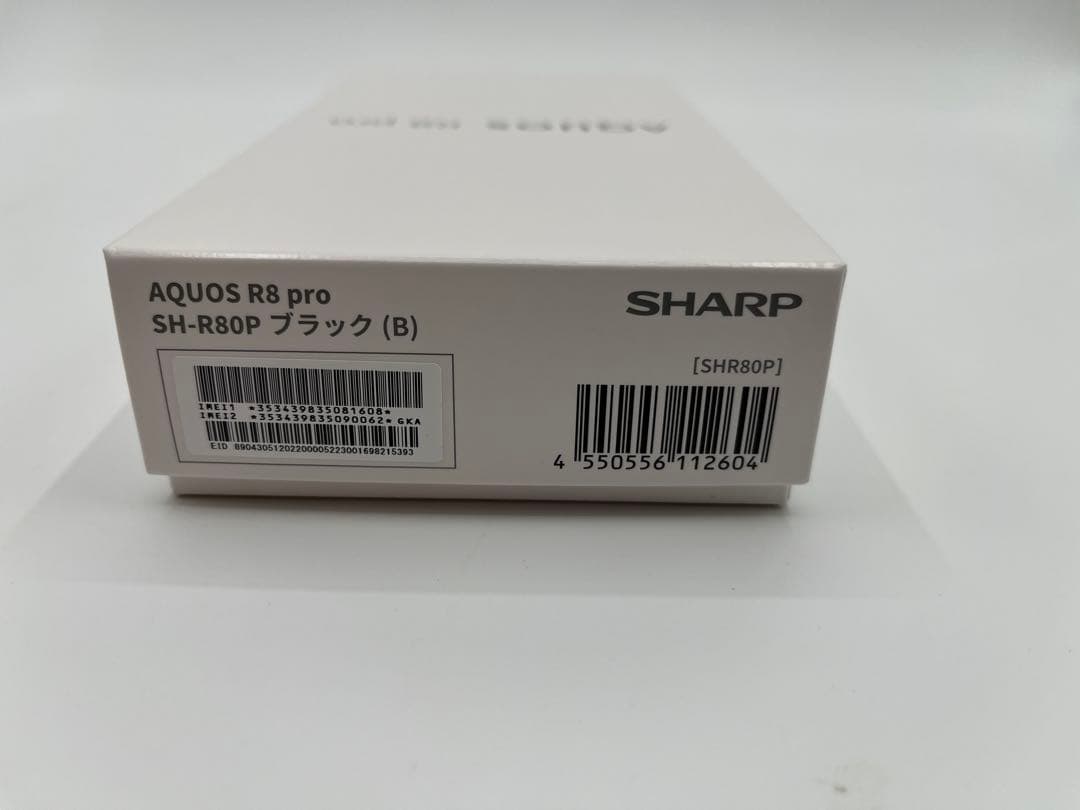 AQUOS R8 pro
SH-R80P ブラック (B)
SHARP
[SHR80P]
IMEI1 *353439835081608*
IMEI2 *353439835090062* GKA
EID 89043051202200005223001698215393
4 550556 112604